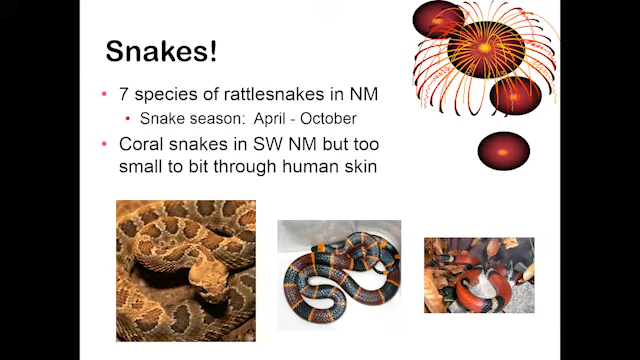 Snakes!
7 species of rattlesnakes in NM
Snake season: April - October
Coral snakes in SW NM but too
small to bit through human skin